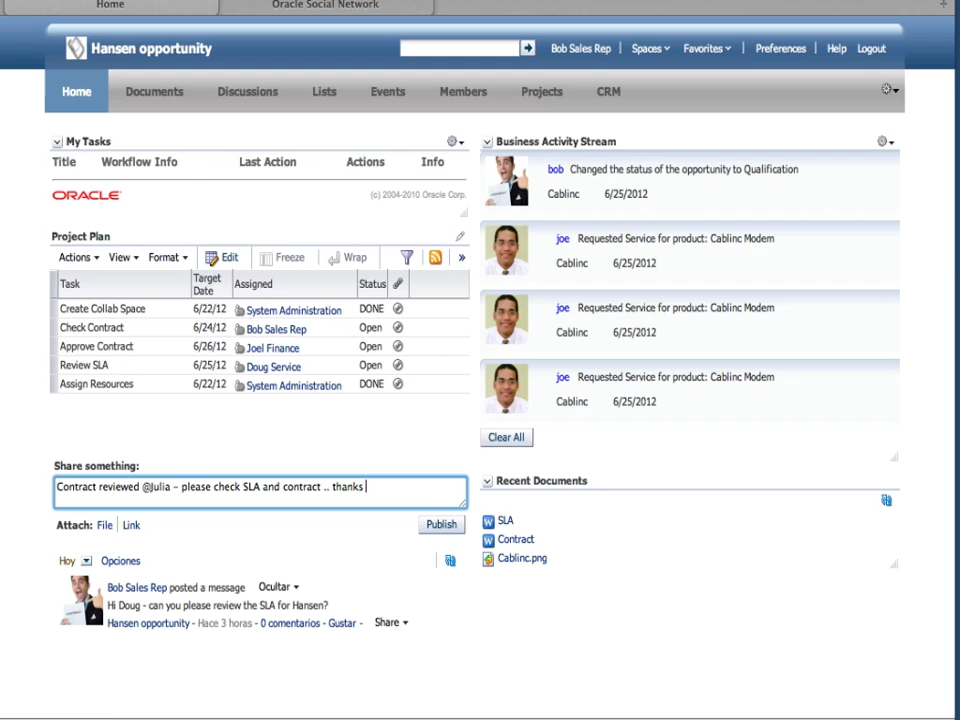 Home Oracle Social Network
Hansen opportunity Bob Sales Rep | Spaces Favorites | Preferences | Help Logout
Home Documents Discussions Lists Events Members Projects CRM
My Tasks
Title Workflow Info Last Action Actions Info
ORACLE (c) 2004-2010 Oracle Corp.
Project Plan
Actions View Format Edit Freeze Wrap »
Task Target Date Assigned Status
Create Collab Space 6/22/12 System Administration DONE
Check Contract 6/24/12 Bob Sales Rep Open
Approve Contract 6/26/12 Joel Finance Open
Review SLA 6/25/12 Doug Service Open
Assign Resources 6/22/12 System Administration DONE
Share something:
Contract reviewed @Julia – please check SLA and contract .. thanks
Attach: File | Link Publish
Hoy Opciones
Bob Sales Rep posted a message Ocultar
Hi Doug - can you please review the SLA for Hansen?
Hansen opportunity - Hace 3 horas - 0 comentarios - Gustar - Share
Business Activity Stream
bob Changed the status of the opportunity to Qualification
Cablinc 6/25/2012
joe Requested Service for product: Cablinc Modem
Cablinc 6/25/2012
joe Requested Service for product: Cablinc Modem
Cablinc 6/25/2012
joe Requested Service for product: Cablinc Modem
Cablinc 6/25/2012
Clear All
Recent Documents
SLA
Contract
Cablinc.png